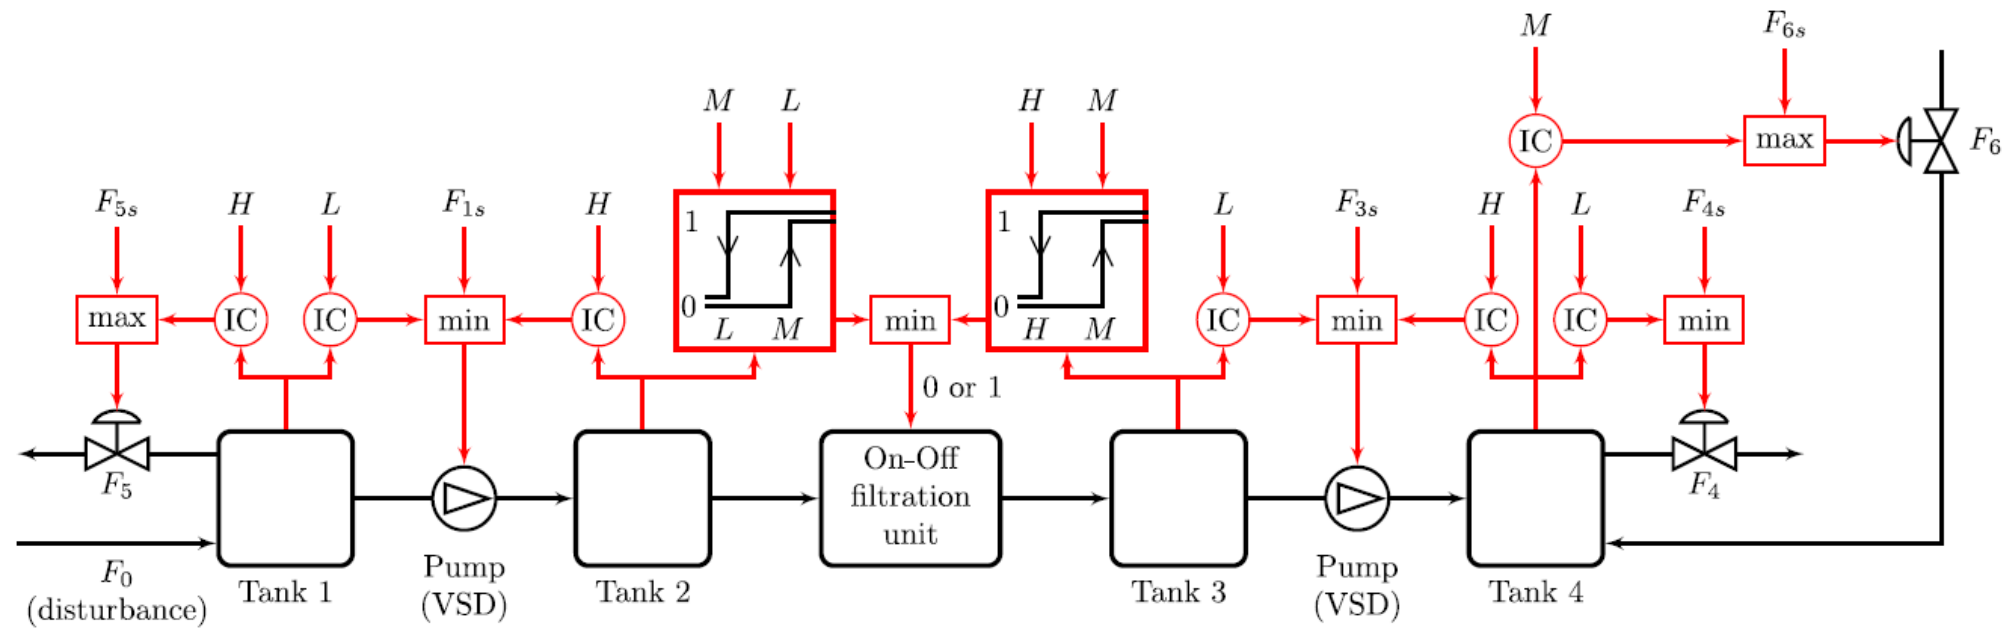 M
F6s
M L
H M
IC
max
F6
F5s
H
L
F1s
H
1
1
L
F3s
H
L
F4s
0
0
max
IC
IC
min
IC
L M
min
H M
IC
min
IC
IC
min
0 or 1
F5
On-Off
filtration
unit
F4
F0
(disturbance)
Tank 1
Pump
(VSD)
Tank 2
Tank 3
Pump
(VSD)
Tank 4